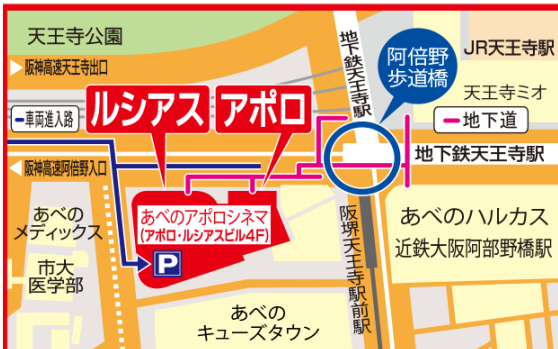 天王寺公園
阪神高速天王寺出口
地下鉄天王寺駅
阿倍野
歩道橋
JR天王寺駅
天王寺ミオ
車両進入路
ルシアス
アポロ
地下道
地下鉄天王寺駅
阪神高速阿倍野入口
あべの
メディックス
市大
医学部
あべのアポロシネマ
(アポロ・ルシアスビル4F)
P
阪堺天王寺駅前駅
あべのハルカス
近鉄大阪阿部野橋駅
あべの
キューズタウン